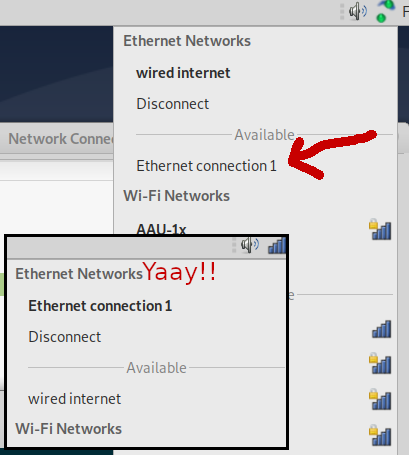 F
Ethernet Networks
wired internet
Disconnect
Available
Ethernet connection 1
Wi-Fi Networks
AAU-1x
Network Conne
Ethernet Networks Yaay!!
Ethernet connection 1
Disconnect
Available
wired internet
Wi-Fi Networks